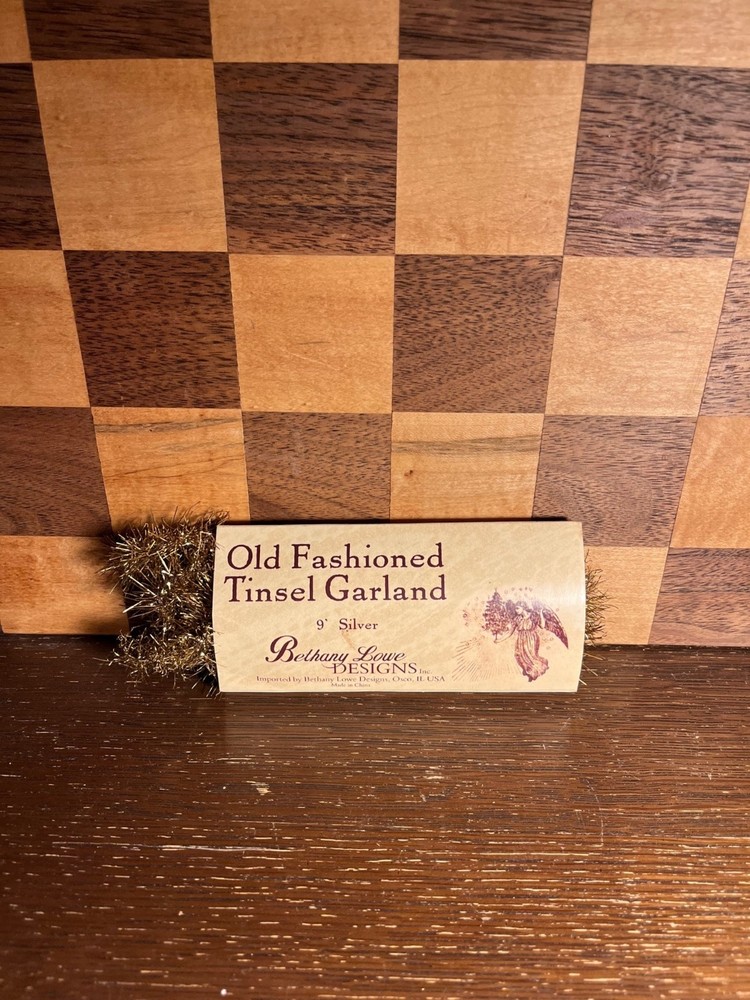 Old Fashioned
Tinsel Garland
9' Silver
Bethany Lowe
DESIGNS Inc.
Imported by Bethany Lowe Designs, Osco, IL USA
Made in China